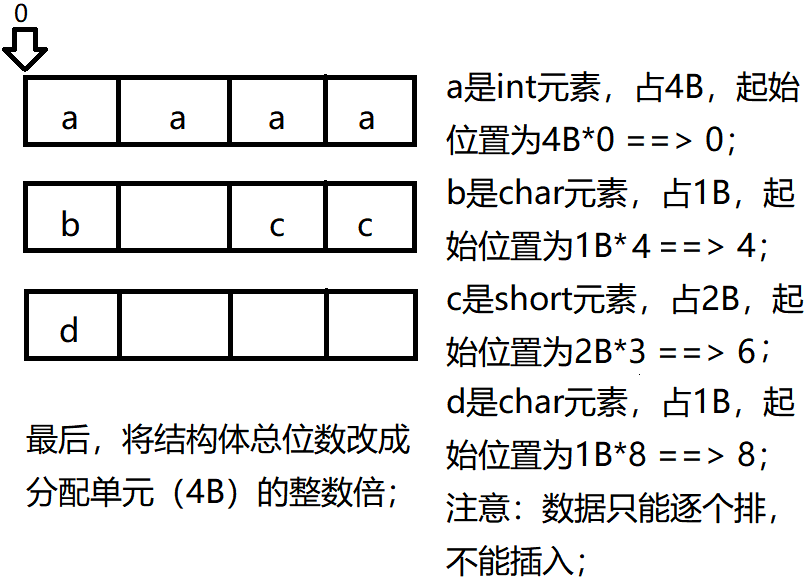 0
a a a a
b c c
d
a是int元素，占4B，起始
位置为4B*0 ==> 0；
b是char元素，占1B，起
始位置为1B*4 ==> 4；
c是short元素，占2B，起
始位置为2B*3 ==> 6；
d是char元素，占1B，起
始位置为1B*8 ==> 8；
注意：数据只能逐个排，
不能插入；
最后，将结构体总位数改成
分配单元（4B）的整数倍；